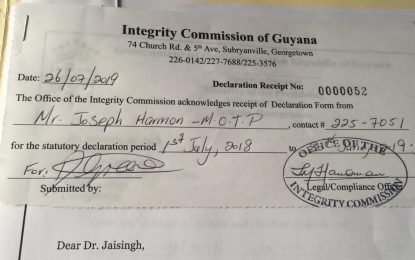 Integrity Commission of Guyana
74 Church Rd. & 5th Ave, Subryanville, Georgetown
226-0142/227-7688/225-3576
Date: 26/07/2019 Declaration Receipt No: 0000052
The Office of the Integrity Commission acknowledges receipt of Declaration Form from
Mr. Joseph Harmon - MOTP, contact # 225-7051
for the statutory declaration period 1st July, 2018 to
For:
OFFICE OF THE
Submitted by: Legal/Compliance Officer
INTEGRITY COMMISSION
Dear Dr. Jaisingh,